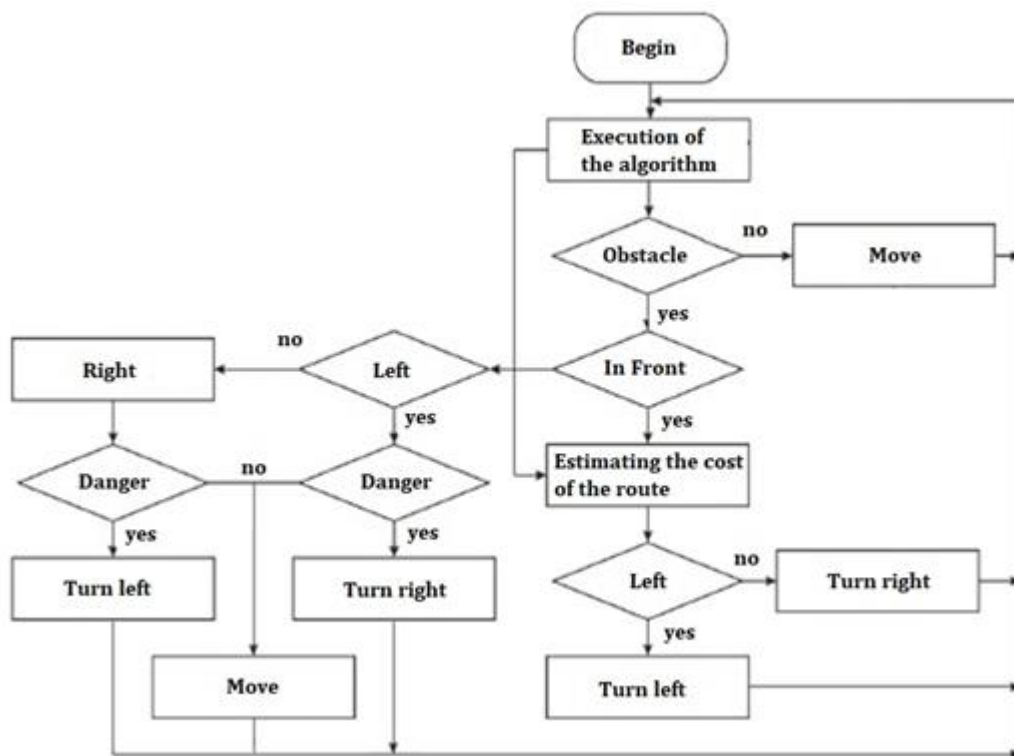 Begin
Execution of
the algorithm
no
Obstacle
Move
yes
no
Right
Left
In Front
yes
yes
Danger
no
Danger
Estimating the cost
of the route
yes
yes
no
Turn left
Turn right
Left
Turn right
yes
Move
Turn left